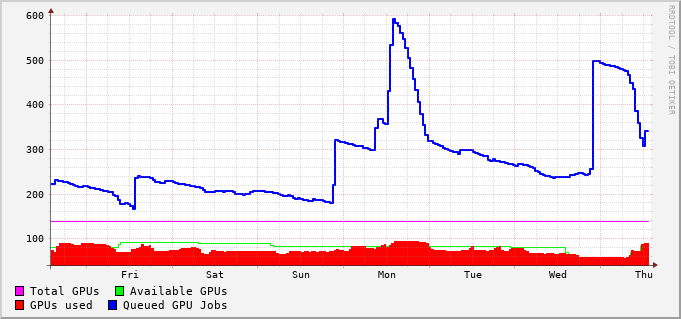 600
500
400
300
200
100
Fri Sat Sun Mon Tue Wed Thu
Total GPUs Available GPUs
GPUs used Queued GPU Jobs
RRDTOOL / TOBI OETIKER